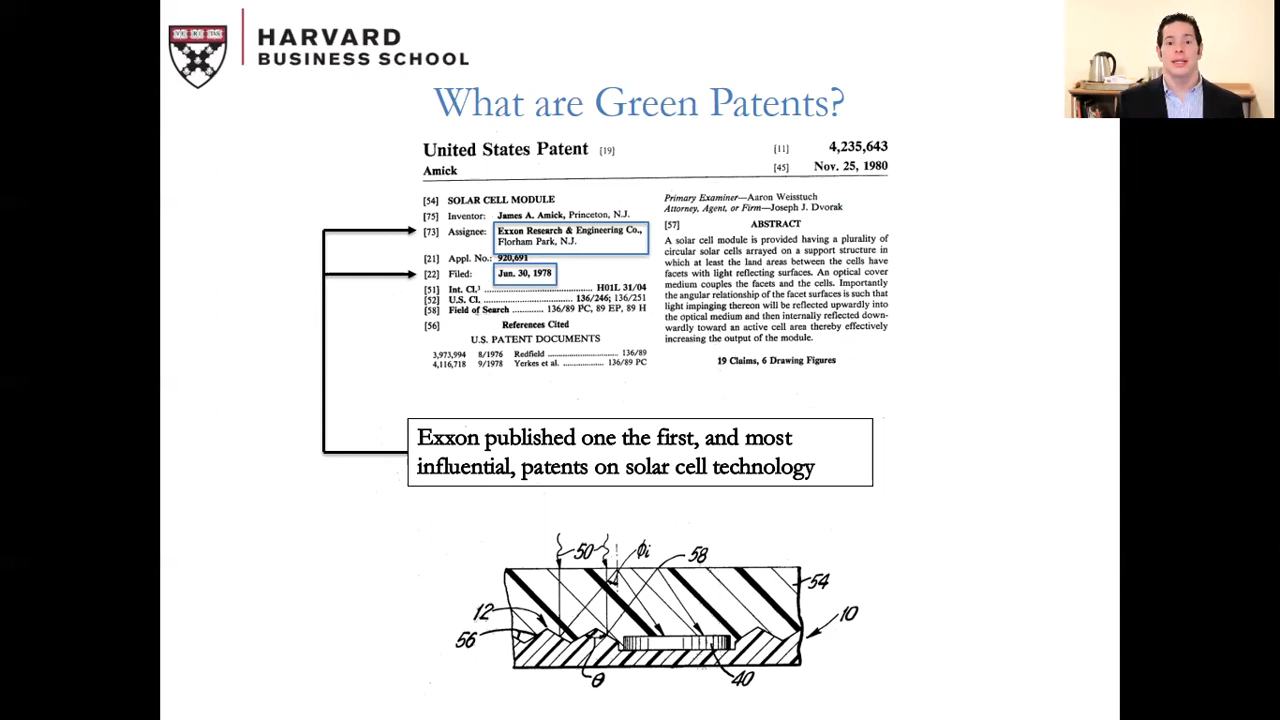 HARVARD
BUSINESS SCHOOL
What are Green Patents?
United States Patent [19]
Amick
[11] 4,235,643
[45] Nov. 25, 1980
[54] SOLAR CELL MODULE
[75] Inventor: James A. Amick, Princeton, N.J.
[73] Assignee: Exxon Research & Engineering Co.,
Florham Park, N.J.
[21] Appl. No.: 920,691
[22] Filed: Jun. 30, 1978
[51] Int. Cl.³ ................................ H01L 31/04
[52] U.S. Cl. ................................ 136/246; 136/251
[58] Field of Search ............ 136/89 PC, 89 EP, 89 H
[56] References Cited
U.S. PATENT DOCUMENTS
3,973,994 8/1976 Redfield ............................ 136/89
4,116,718 9/1978 Yerkes et al. ................ 136/89 PC
Primary Examiner—Aaron Weisstuch
Attorney, Agent, or Firm—Joseph J. Dvorak
[57] ABSTRACT
A solar cell module is provided having a plurality of
circular solar cells arrayed on a support structure in
which at least the land areas between the cells have
facets with light reflecting surfaces. An optical cover
medium couples the facets and the cells. Importantly
the angular relationship of the facet surfaces is such that
light impinging thereon will be reflected upwardly into
the optical medium and then internally reflected down-
wardly toward an active cell area thereby effectively
increasing the output of the module.
19 Claims, 6 Drawing Figures
Exxon published one the first, and most
influential, patents on solar cell technology
50 ϕi 58
54
12 10
56
θ 40